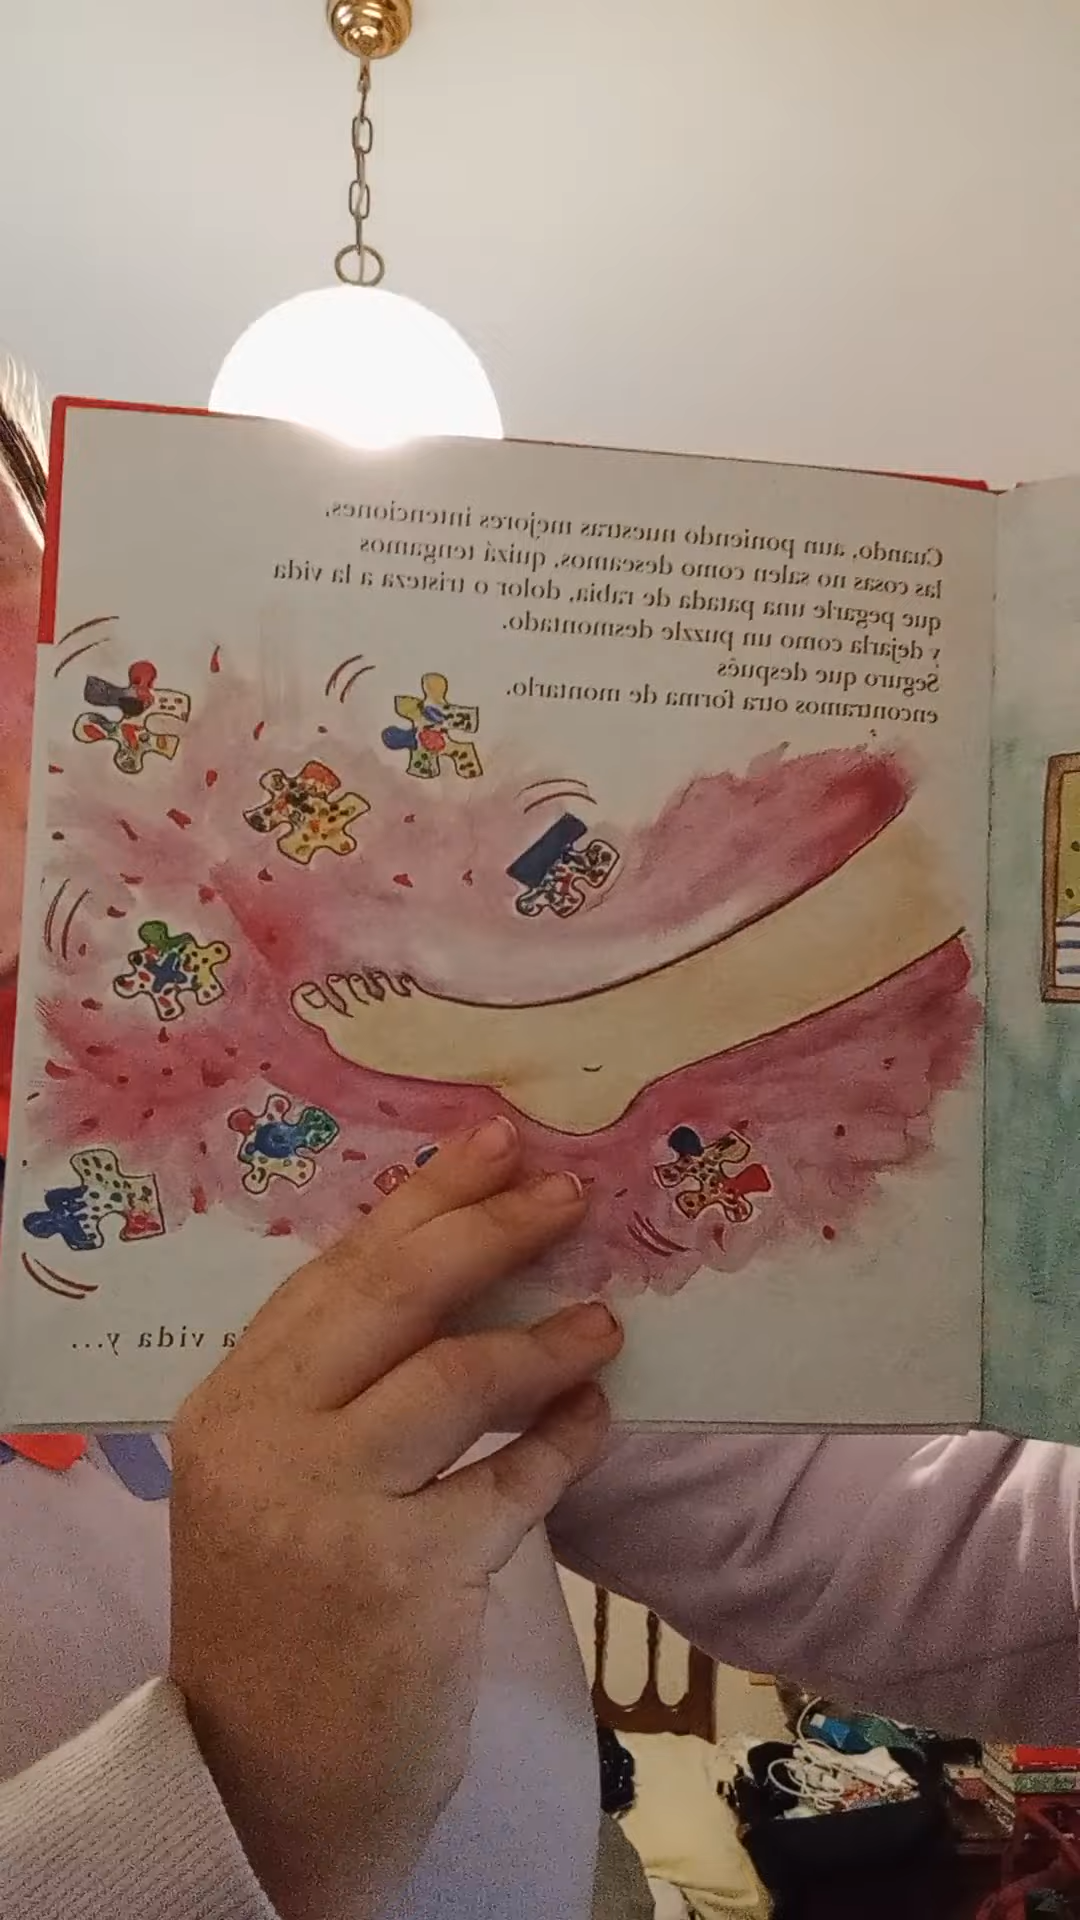 Cuando, aun poniendo nuestras mejores intenciones,
las cosas no salen como deseamos, quizá tengamos
que pegarle una patada de rabia, dolor o tristeza a la vida
y dejarla como un puzzle desmontado.
Seguro que después
encontramos otra forma de montarlo.
la vida y...